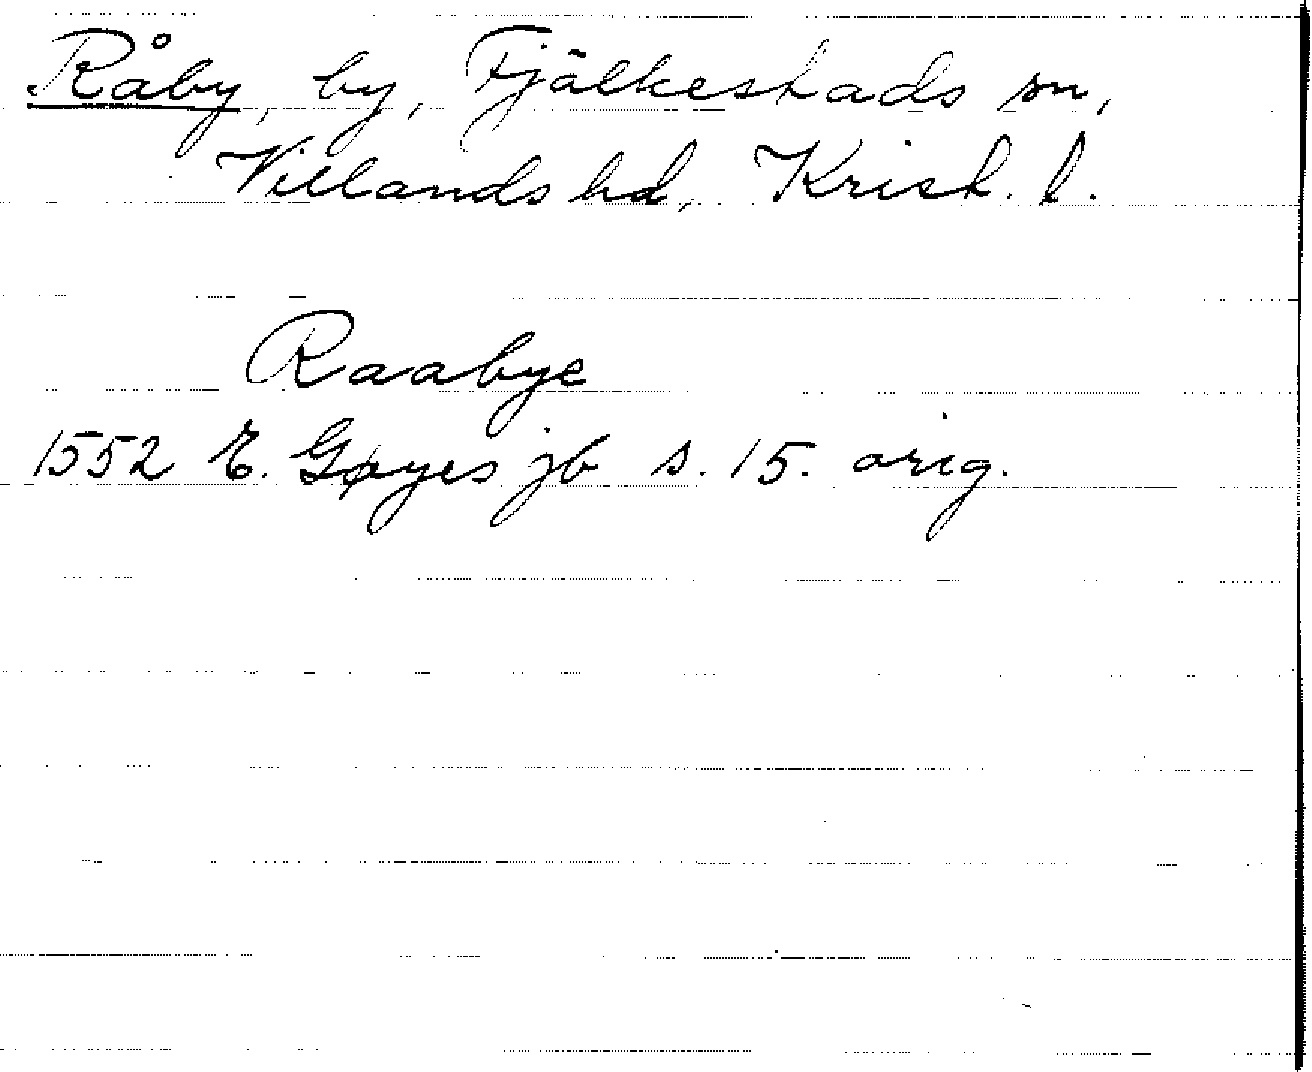 Råby, by, Fjälkestads sn,
Villands hd, Krist. l.
Raabye
1552 E. Gøyes jb s. 15. orig.